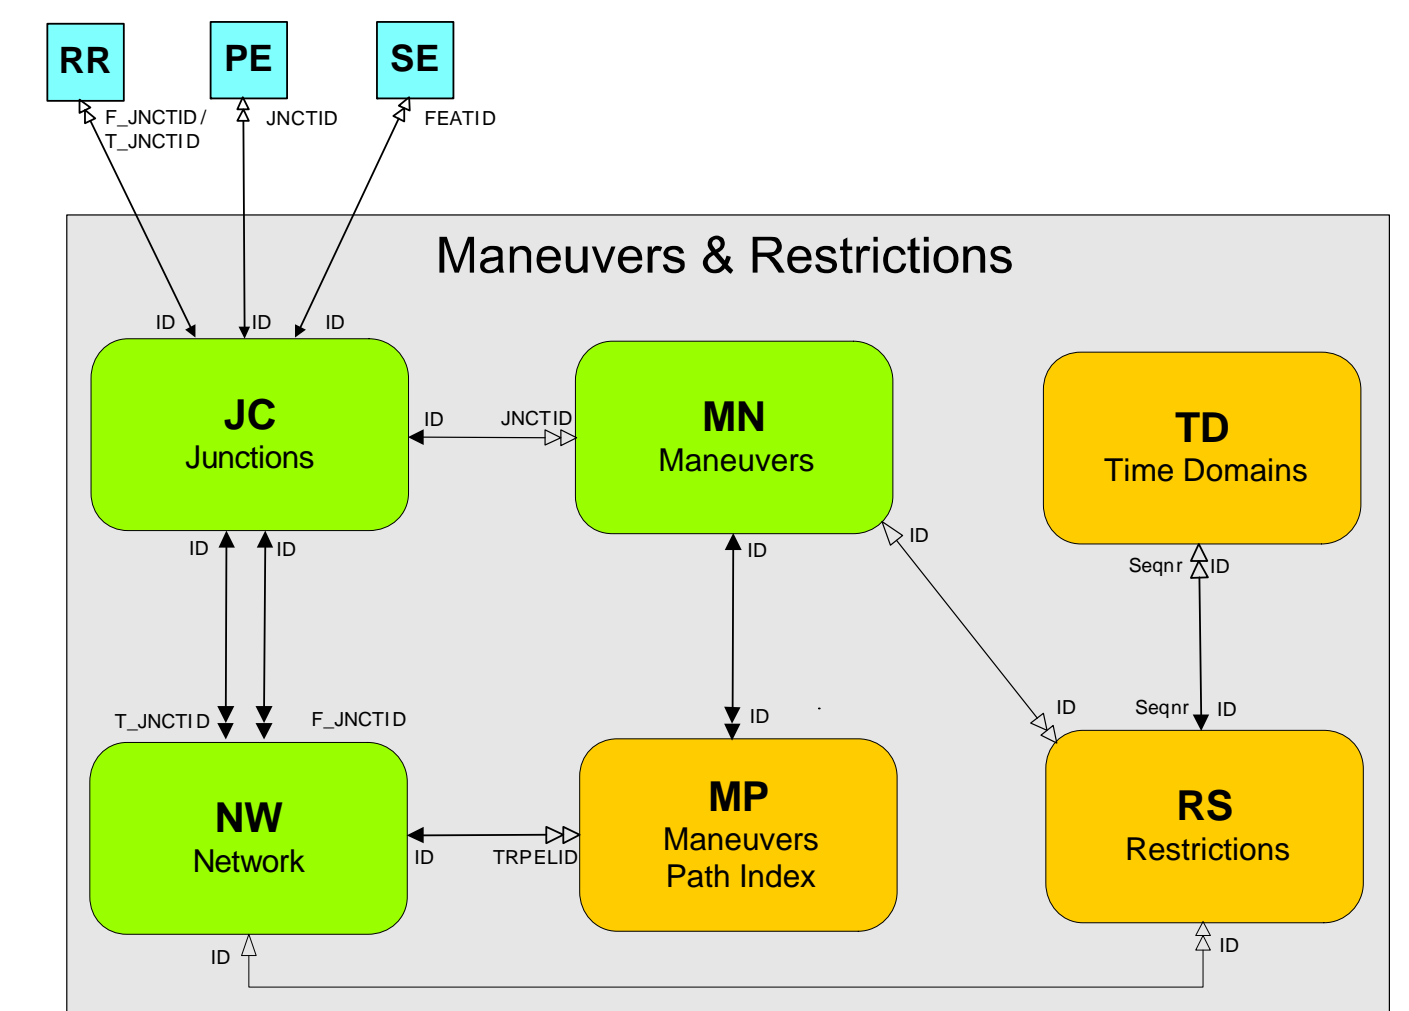 RR
PE
SE
F_JNCTID/
T_JNCTID
JNCTID
FEATID
Maneuvers & Restrictions
ID
ID
ID
JC
Junctions
ID
JNCTID
MN
Maneuvers
TD
Time Domains
ID
ID
ID
ID
Seqnr
ID
T_JNCTID
F_JNCTID
ID
ID
Seqnr
ID
NW
Network
ID
TRPELID
MP
Maneuvers
Path Index
RS
Restrictions
ID
ID